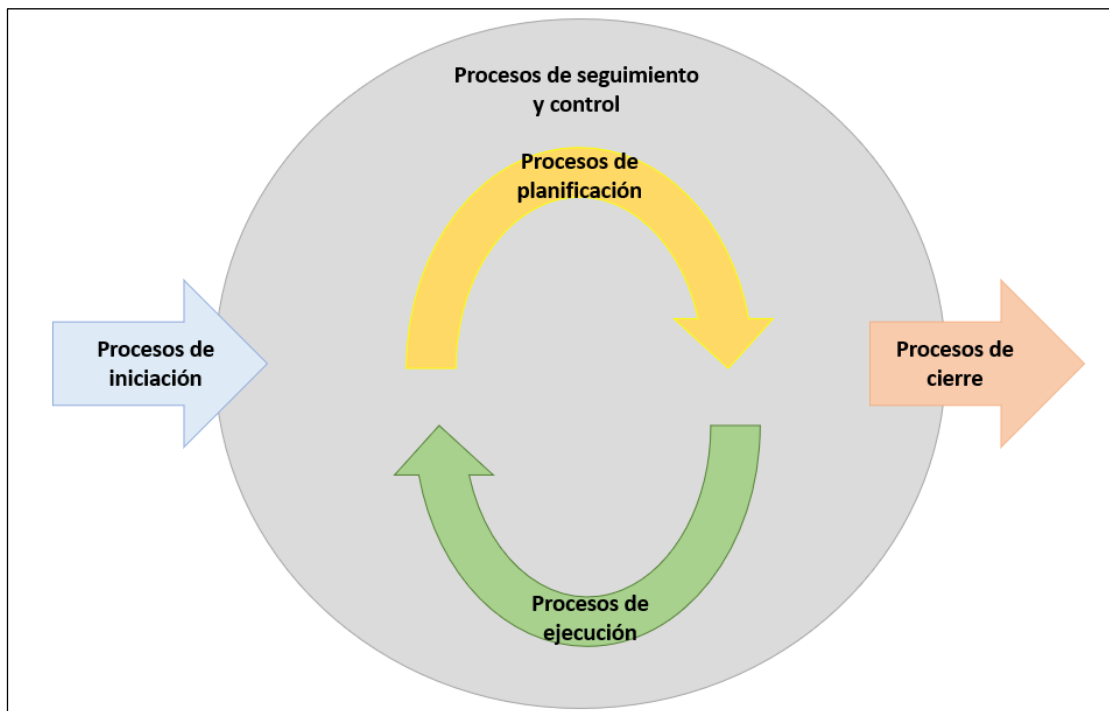 Procesos de seguimiento
y control
Procesos de
planificación
Procesos de
iniciación
Procesos de
cierre
Procesos de
ejecución